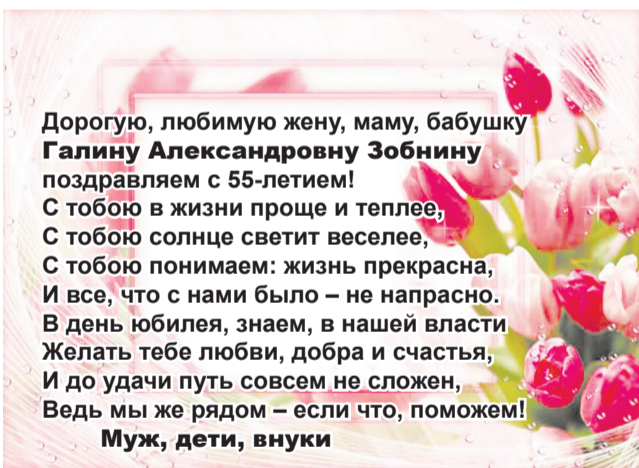 Дорогую, любимую жену, маму, бабушку
Галину Александровну Зобнину
поздравляем с 55-летием!
С тобою в жизни проще и теплее,
С тобою солнце светит веселее,
С тобою понимаем: жизнь прекрасна,
И все, что с нами было – не напрасно.
В день юбилея, знаем, в нашей власти
Желать тебе любви, добра и счастья,
И до удачи путь совсем не сложен,
Ведь мы же рядом – если что, поможем!
Муж, дети, внуки